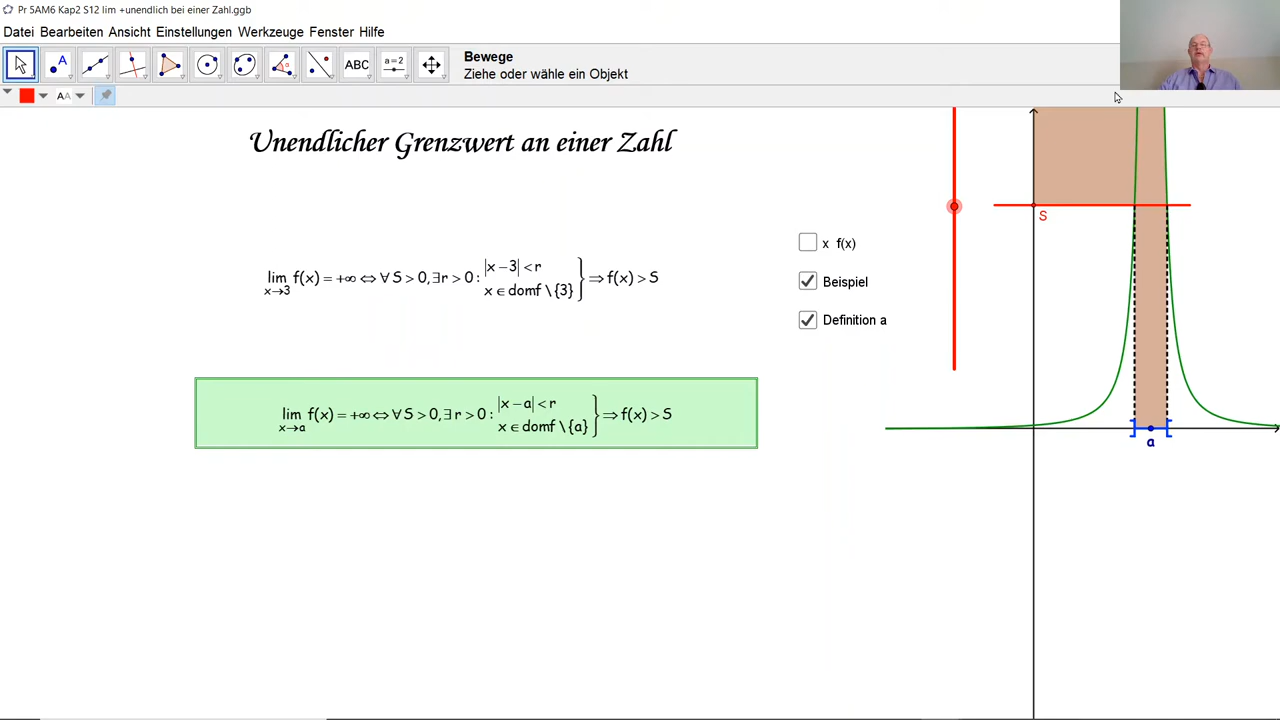 Pr 5AM6 Kap2 S12 lim +unendlich bei einer Zahl.ggb
Datei Bearbeiten Ansicht Einstellungen Werkzeuge Fenster Hilfe
A ABC a=2 Bewege
Ziehe oder wähle ein Objekt
AA
Unendlicher Grenzwert an einer Zahl
S
x f(x)
lim f(x) = +∞ ⇔ ∀ S > 0, ∃ r > 0 : |x − 3| < r } ⇒ f(x) > S
x→3 x ∈ domf \ {3}
Beispiel
Definition a
lim f(x) = +∞ ⇔ ∀ S > 0, ∃ r > 0 : |x − a| < r } ⇒ f(x) > S
x→a x ∈ domf \ {a}
a